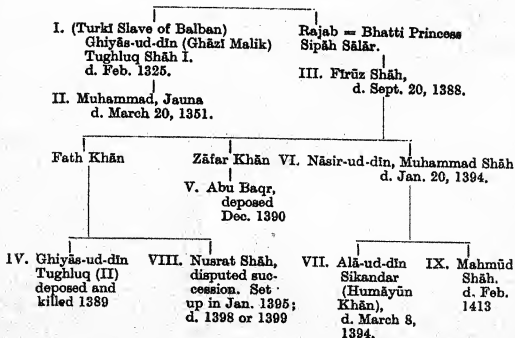 I. (Turkī Slave of Balban)
Ghiyās-ud-dīn (Ghāzī Malik)
Tughluq Shāh I.
d. Feb. 1325.
II. Muhammad, Jauna
d. March 20, 1351.
Rajab = Bhatti Princess
Sipāh Sālār.
III. Fīrūz Shāh,
d. Sept. 20, 1388.
Fath Khān
Zāfar Khān
V. Abu Baqr,
deposed
Dec. 1390
VI. Nāsir-ud-dīn, Muhammad Shāh
d. Jan. 20, 1394.
IV. Ghiyās-ud-dīn
Tughluq (II)
deposed and
killed 1389
VIII. Nusrat Shāh,
disputed suc-
cession. Set
up in Jan. 1395;
d. 1398 or 1399
VII. Alā-ud-dīn
Sikandar
(Humāyūn
Khān),
d. March 8,
1394.
IX. Mahmūd
Shāh.
d. Feb.
1413